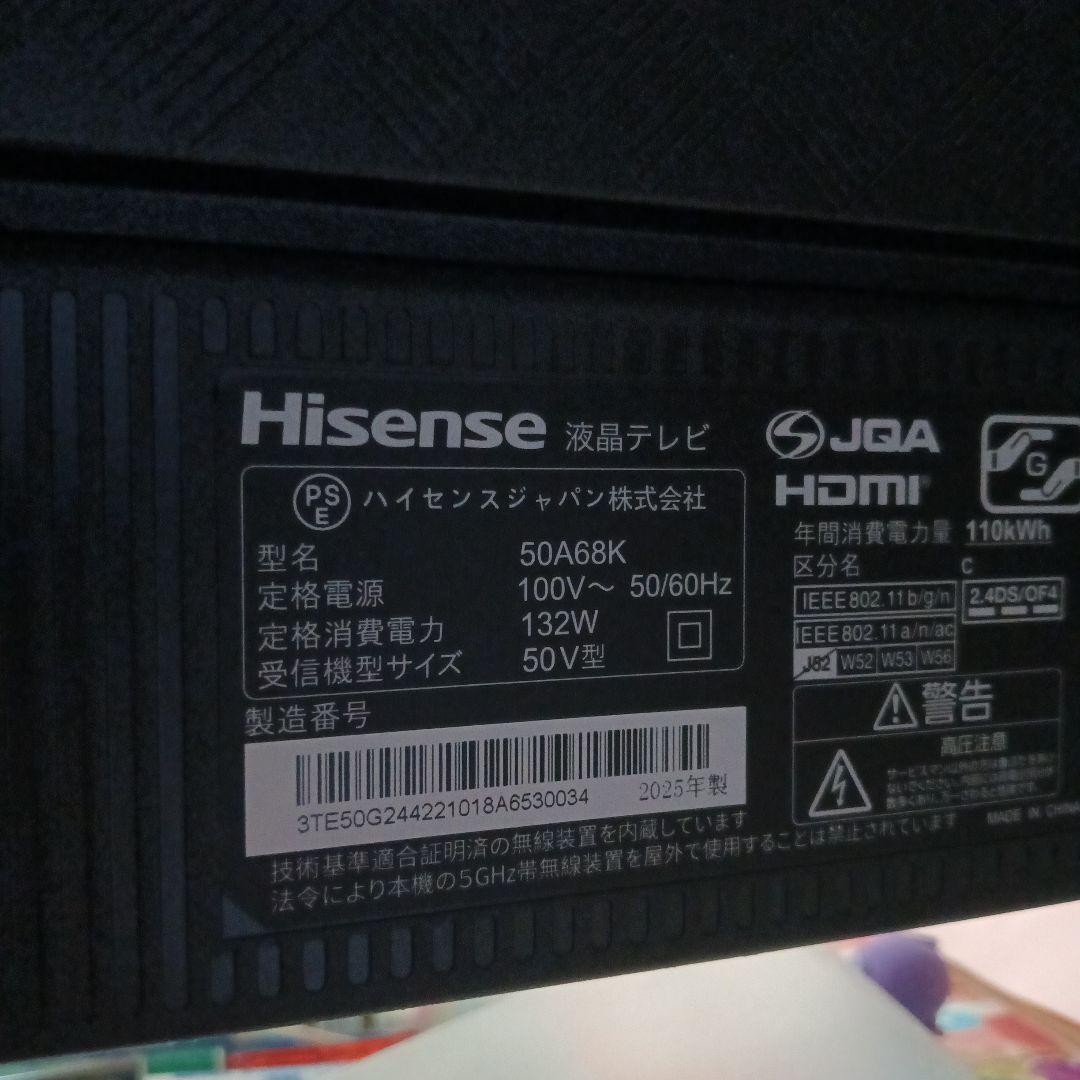 Hisense 液晶テレビ
PSE ハイセンスジャパン株式会社
型名 50A68K
定格電源 100V～ 50/60Hz
定格消費電力 132W
受信機型サイズ 50V型
製造番号
3TE50G244221018A6530034 2025年製
技術基準適合証明済の無線装置を内蔵しています
法令により本機の5GHz帯無線装置を屋外で使用することは禁止されています
S JQA
HDMI
G
年間消費電力量 110kWh
区分名 C
IEEE802.11b/g/n 2.4DS/OF4
IEEE802.11a/n/ac
J52 W52 W53 W56
警告
高圧注意
MADE IN CHINA